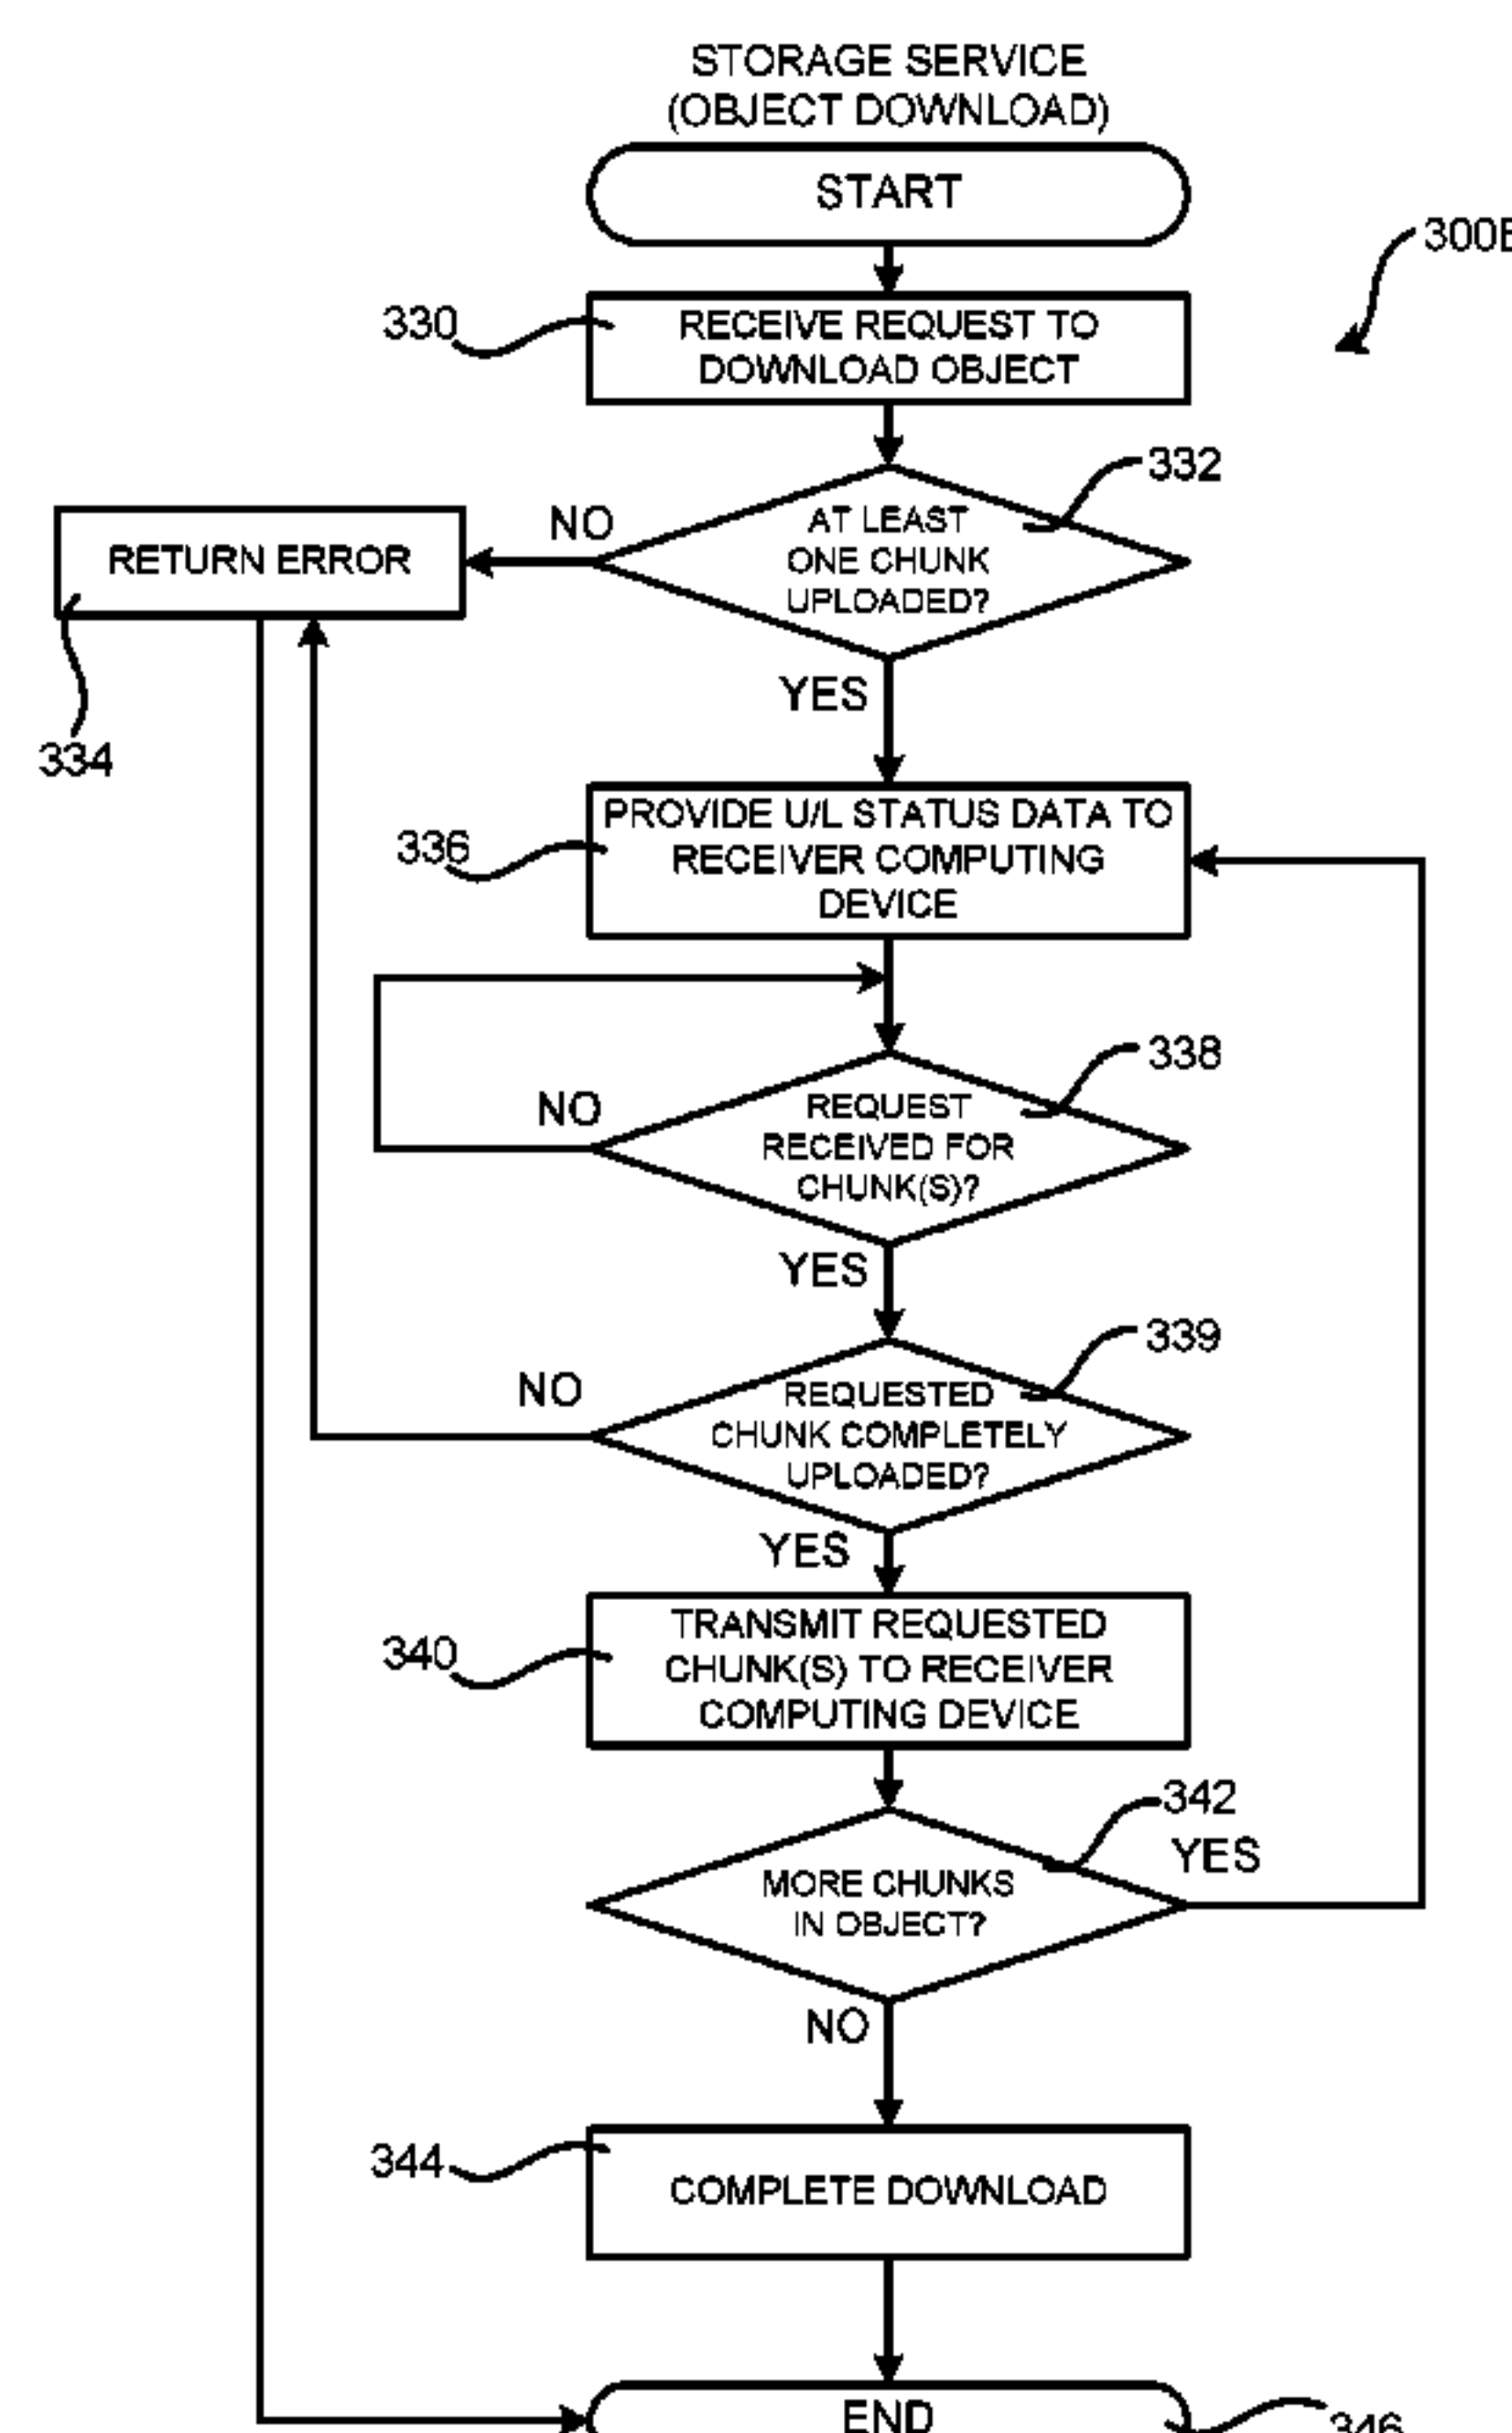 STORAGE SERVICE
(OBJECT DOWNLOAD)
START
300B
330
RECEIVE REQUEST TO
DOWNLOAD OBJECT
332
AT LEAST
ONE CHUNK
UPLOADED?
NO
RETURN ERROR
334
YES
336
PROVIDE U/L STATUS DATA TO
RECEIVER COMPUTING
DEVICE
338
REQUEST
RECEIVED FOR
CHUNK(S)?
NO
YES
339
REQUESTED
CHUNK COMPLETELY
UPLOADED?
NO
YES
340
TRANSMIT REQUESTED
CHUNK(S) TO RECEIVER
COMPUTING DEVICE
342
YES
MORE CHUNKS
IN OBJECT?
NO
344
COMPLETE DOWNLOAD
END
346